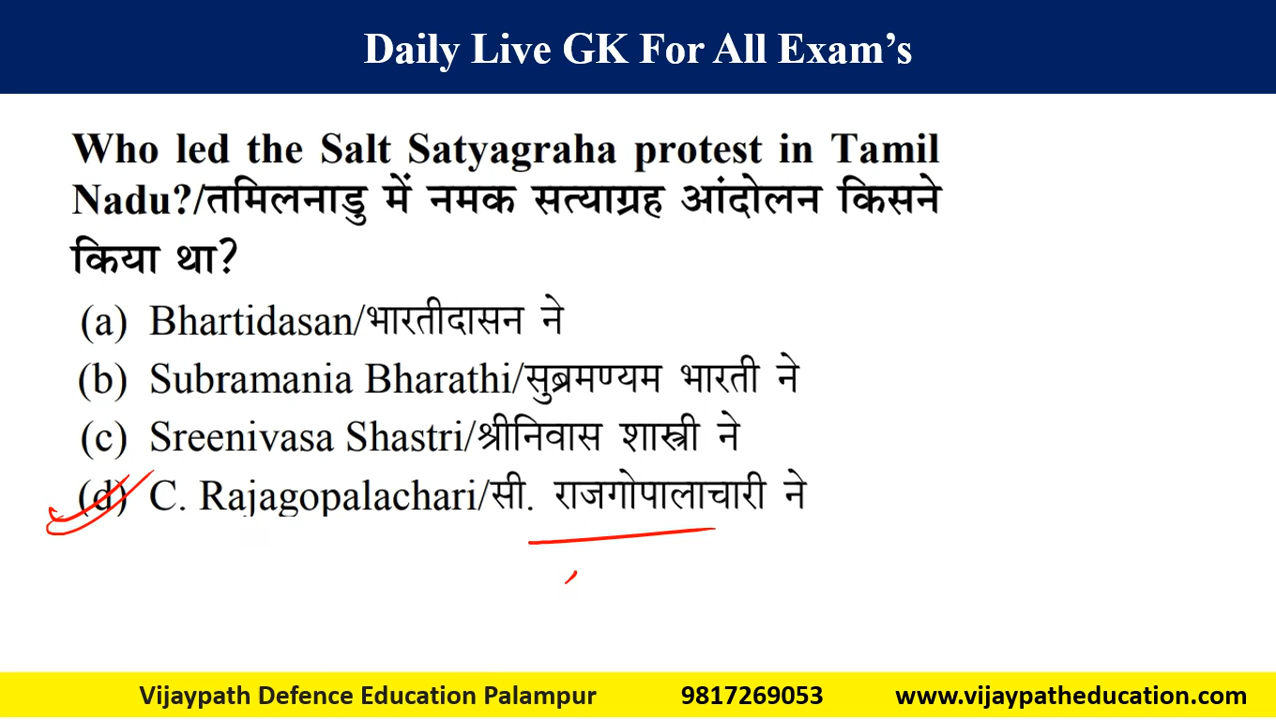 Daily Live GK For All Exam’s
Who led the Salt Satyagraha protest in Tamil
Nadu?/तमिलनाडु में नमक सत्याग्रह आंदोलन किसने
किया था?
(a) Bhartidasan/भारतीदासन ने
(b) Subramania Bharathi/सुब्रमण्यम भारती ने
(c) Sreenivasa Shastri/श्रीनिवास शास्त्री ने
(d) C. Rajagopalachari/सी. राजगोपालाचारी ने
Vijaypath Defence Education Palampur 9817269053 www.vijaypatheducation.com